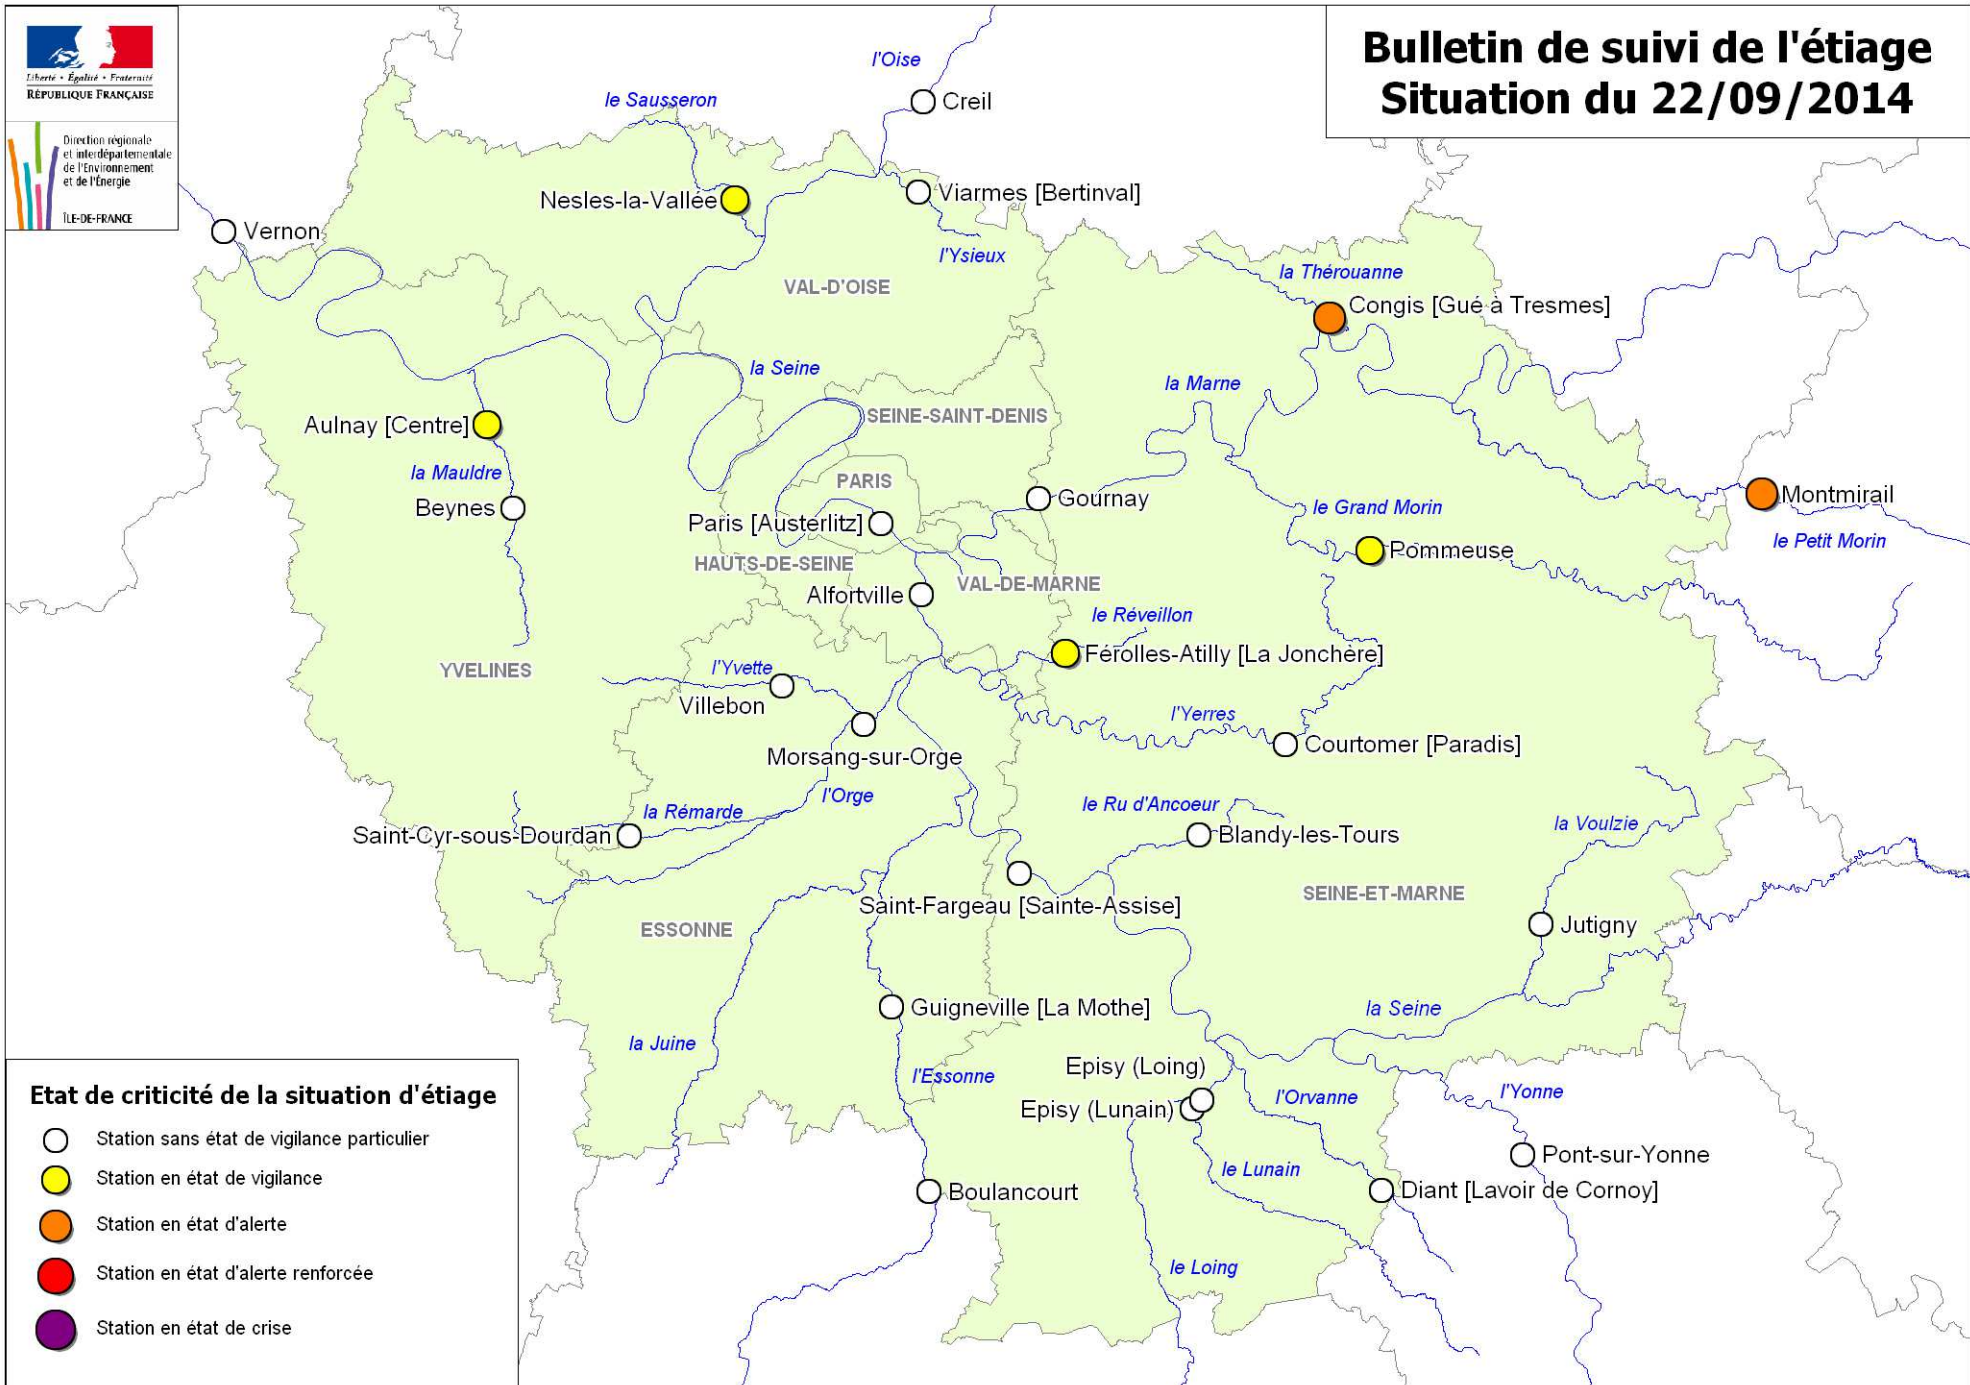 Liberté • Égalité • Fraternité
RÉPUBLIQUE FRANÇAISE
Direction régionale
et interdépartementale
de l'Environnement
et de l'Énergie
ÎLE-DE-FRANCE
Bulletin de suivi de l'étiage
Situation du 22/09/2014
l'Oise
Creil
le Sausseron
Nesles-la-Vallée
Viarmes [Bertinval]
Vernon
l'Ysieux
la Thérouanne
VAL-D'OISE
Congis [Gué à Tresmes]
la Seine
la Marne
SEINE-SAINT-DENIS
Aulnay [Centre]
la Mauldre
PARIS
Beynes
Gournay
Montmirail
le Grand Morin
Paris [Austerlitz]
le Petit Morin
Pommeuse
HAUTS-DE-SEINE
VAL-DE-MARNE
Alfortville
le Réveillon
Férolles-Atilly [La Jonchère]
YVELINES
l'Yvette
Villebon
l'Yerres
Courtomer [Paradis]
Morsang-sur-Orge
l'Orge
la Rémarde
le Ru d'Ancoeur
la Voulzie
Saint-Cyr-sous-Dourdan
Blandy-les-Tours
SEINE-ET-MARNE
Saint-Fargeau [Sainte-Assise]
ESSONNE
Jutigny
Guigneville [La Mothe]
la Seine
la Juine
Episy (Loing)
l'Essonne
l'Orvanne
l'Yonne
Episy (Lunain)
Pont-sur-Yonne
le Lunain
Boulancourt
Diant [Lavoir de Cornoy]
le Loing
Etat de criticité de la situation d'étiage
Station sans état de vigilance particulier
Station en état de vigilance
Station en état d'alerte
Station en état d'alerte renforcée
Station en état de crise